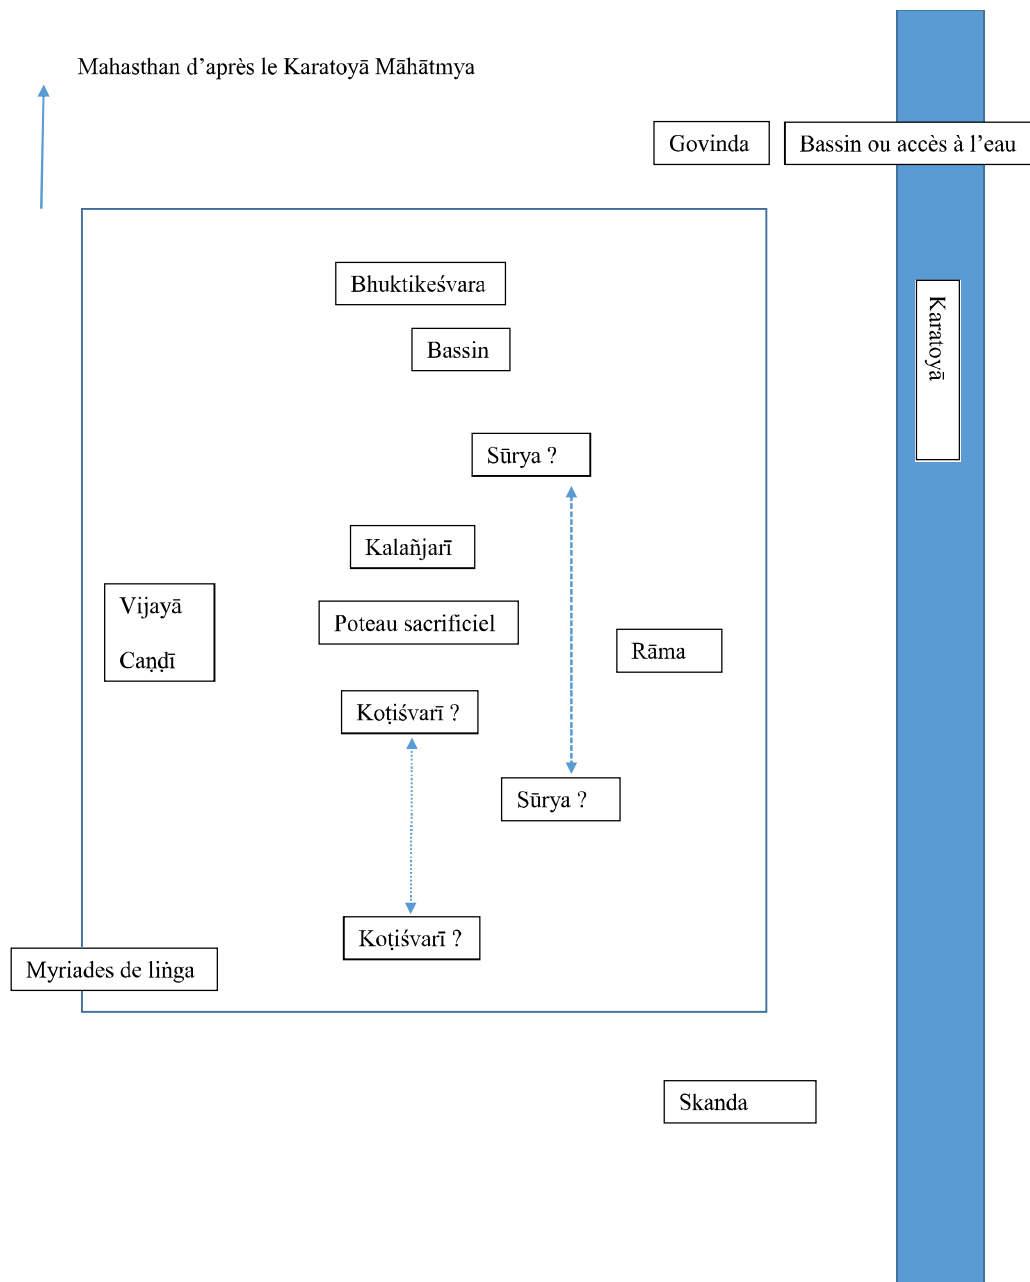 Mahasthan d’après le Karatoyā Māhātmya
Govinda
Bassin ou accès à l’eau
Bhuktikeśvara
Karatoyā
Bassin
Sūrya ?
Kalañjarī
Vijayā
Caṇḍī
Poteau sacrificiel
Rāma
Koṭiśvarī ?
Sūrya ?
Koṭiśvarī ?
Myriades de liṅga
Skanda